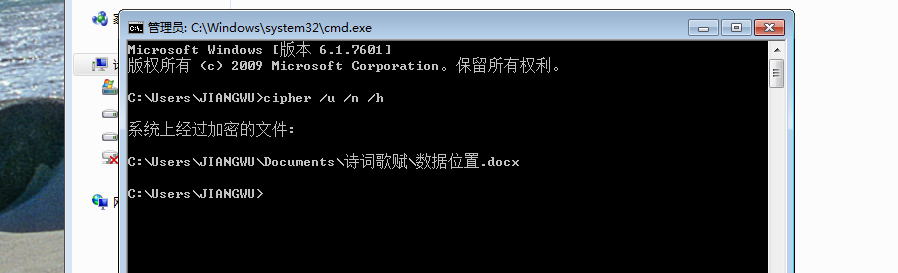 管理员: C:\Windows\system32\cmd.exe
Microsoft Windows [版本 6.1.7601]
版权所有 (c) 2009 Microsoft Corporation。保留所有权利。
C:\Users\JIANGWU>cipher /u /n /h
系统上经过加密的文件:
C:\Users\JIANGWU\Documents\诗词歌赋\数据位置.docx
C:\Users\JIANGWU>